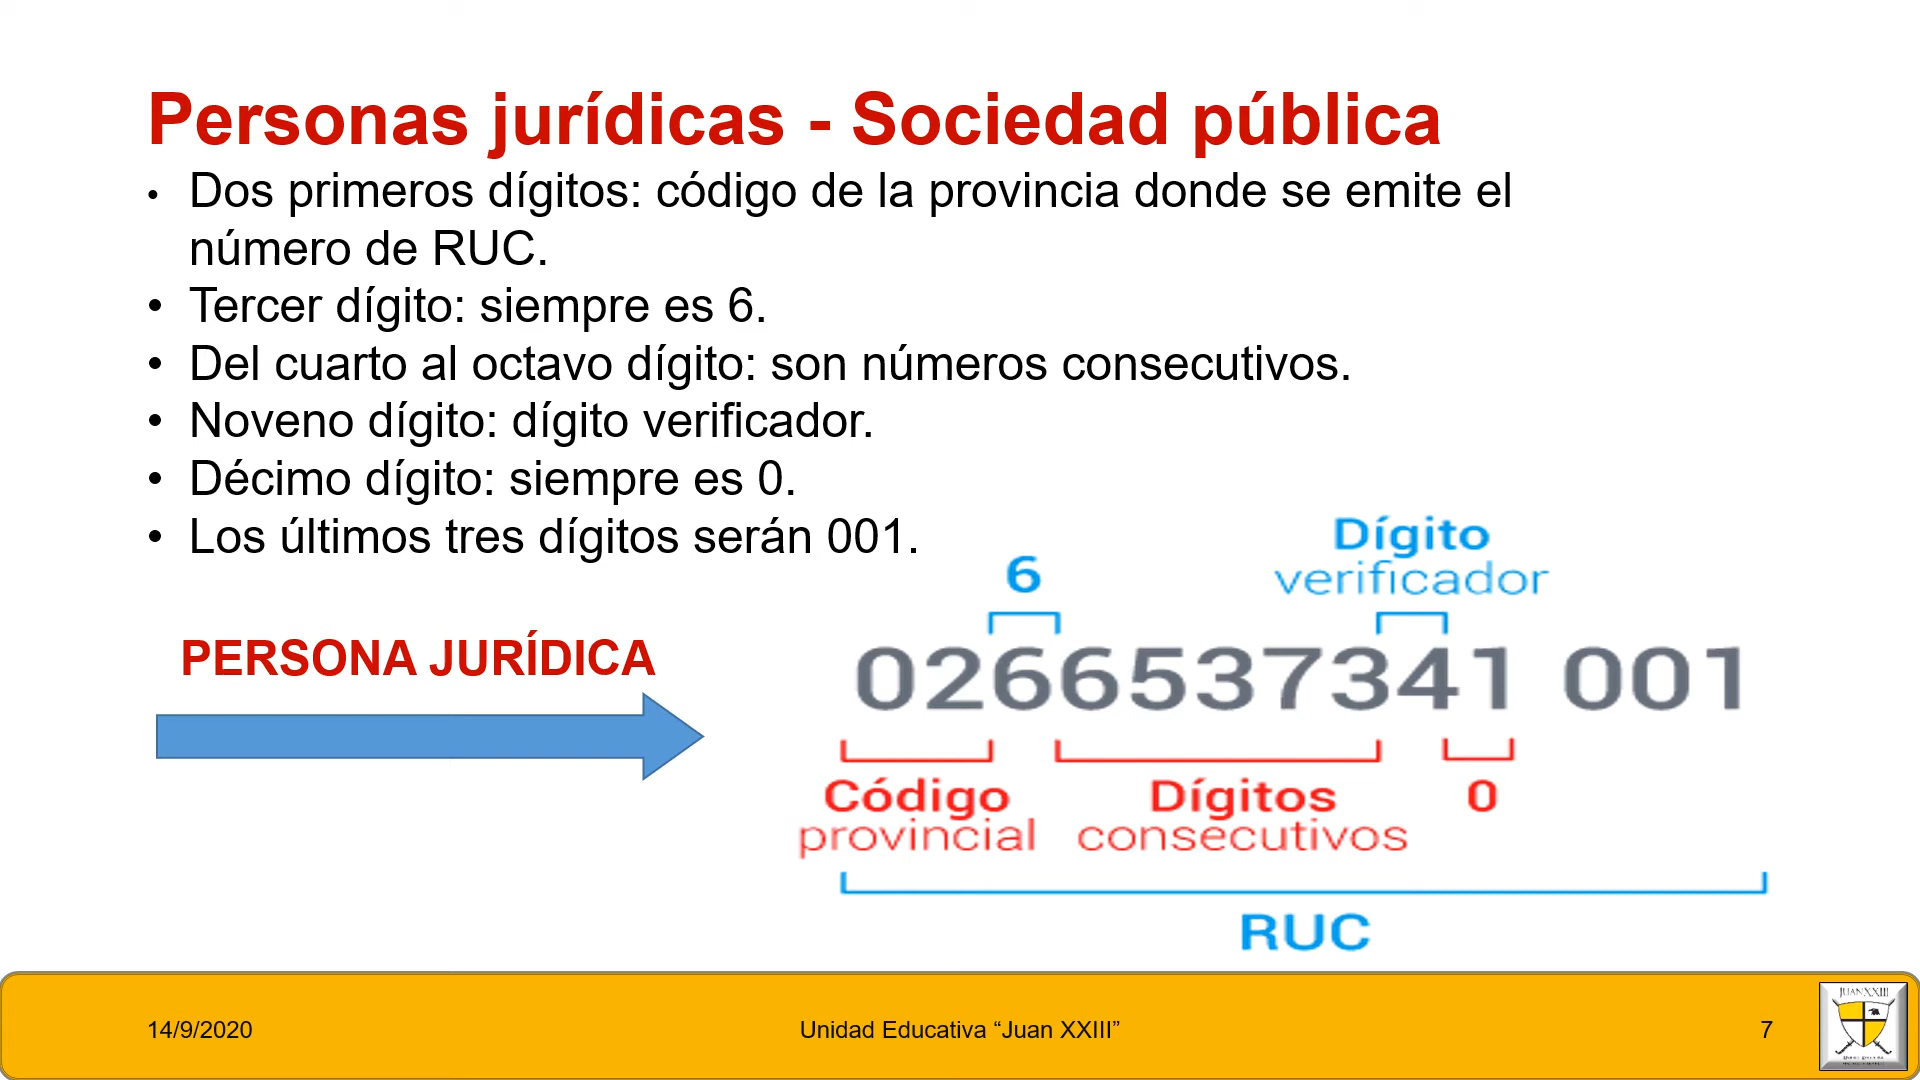 Personas jurídicas - Sociedad pública
• Dos primeros dígitos: código de la provincia donde se emite el
número de RUC.
• Tercer dígito: siempre es 6.
• Del cuarto al octavo dígito: son números consecutivos.
• Noveno dígito: dígito verificador.
• Décimo dígito: siempre es 0.
• Los últimos tres dígitos serán 001.
PERSONA JURÍDICA
6
Dígito
verificador
0266537341 001
Código
provincial
Dígitos
consecutivos
0
RUC
14/9/2020
Unidad Educativa “Juan XXIII”
7
JUAN XXIII